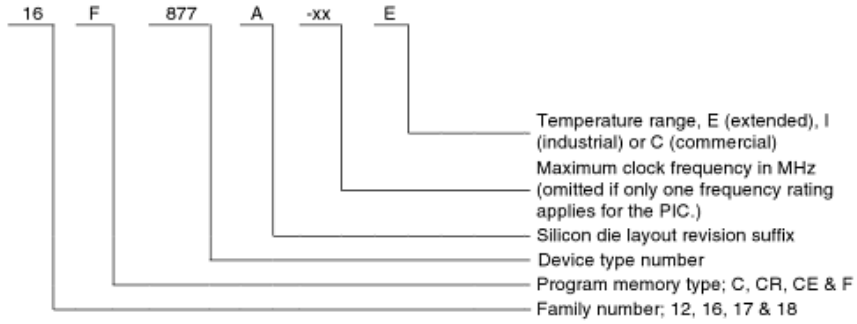 16 F 877 A -xx E
Temperature range, E (extended), I
(industrial) or C (commercial)
Maximum clock frequency in MHz
(omitted if only one frequency rating
applies for the PIC.)
Silicon die layout revision suffix
Device type number
Program memory type; C, CR, CE & F
Family number; 12, 16, 17 & 18